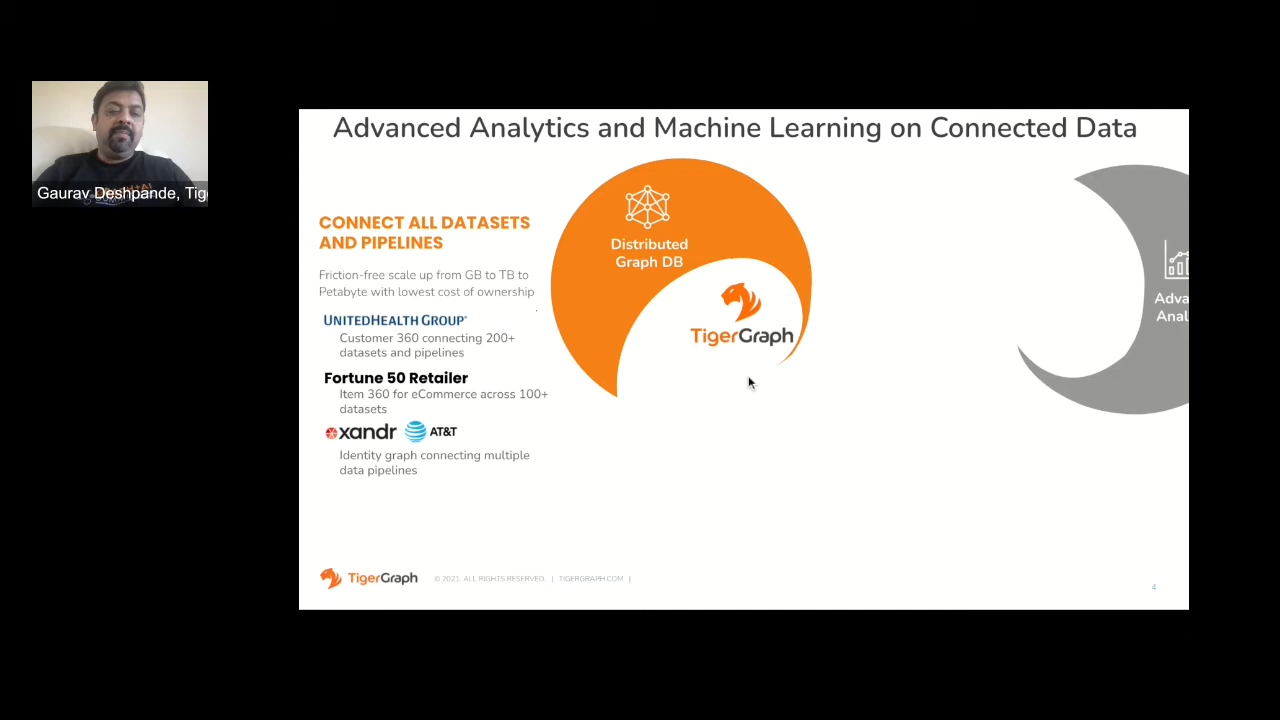 Advanced Analytics and Machine Learning on Connected Data
Gaurav Deshpande, Tig
CONNECT ALL DATASETS
AND PIPELINES
Friction-free scale up from GB to TB to
Petabyte with lowest cost of ownership
UNITEDHEALTH GROUP®
Customer 360 connecting 200+
datasets and pipelines
Fortune 50 Retailer
Item 360 for eCommerce across 100+
datasets
xandr AT&T
Identity graph connecting multiple
data pipelines
Distributed
Graph DB
TigerGraph
Adva
Anal
TigerGraph © 2021. ALL RIGHTS RESERVED. | TIGERGRAPH.COM |
4